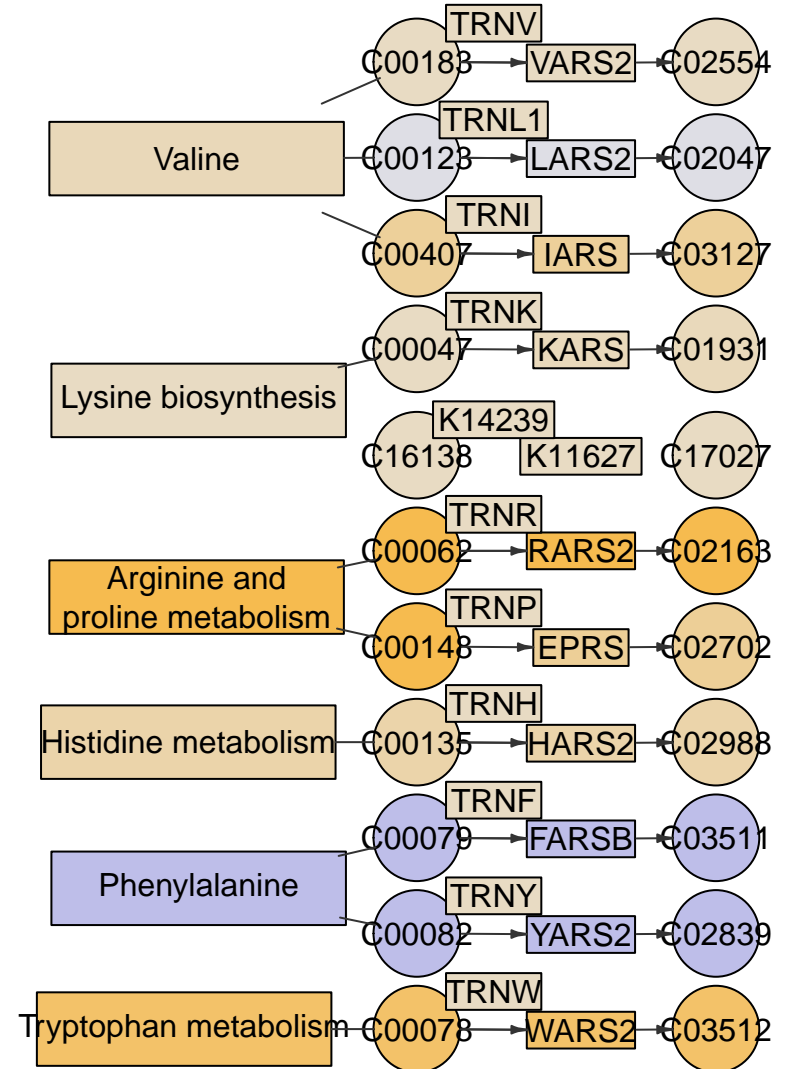 TRNV
C00183
VARS2
C02554
Valine
TRNL1
C00123
LARS2
C02047
TRNI
C00407
IARS
C03127
TRNK
C00047
KARS
C01931
Lysine biosynthesis
K14239
C16138
K11627
C17027
TRNR
C00062
RARS2
C02163
Arginine and
proline metabolism
TRNP
C00148
EPRS
C02702
TRNH
Histidine metabolism
C00135
HARS2
C02988
TRNF
C00079
FARSB
C03511
Phenylalanine
TRNY
C00082
YARS2
C02839
TRNW
Tryptophan metabolism
C00078
WARS2
C03512